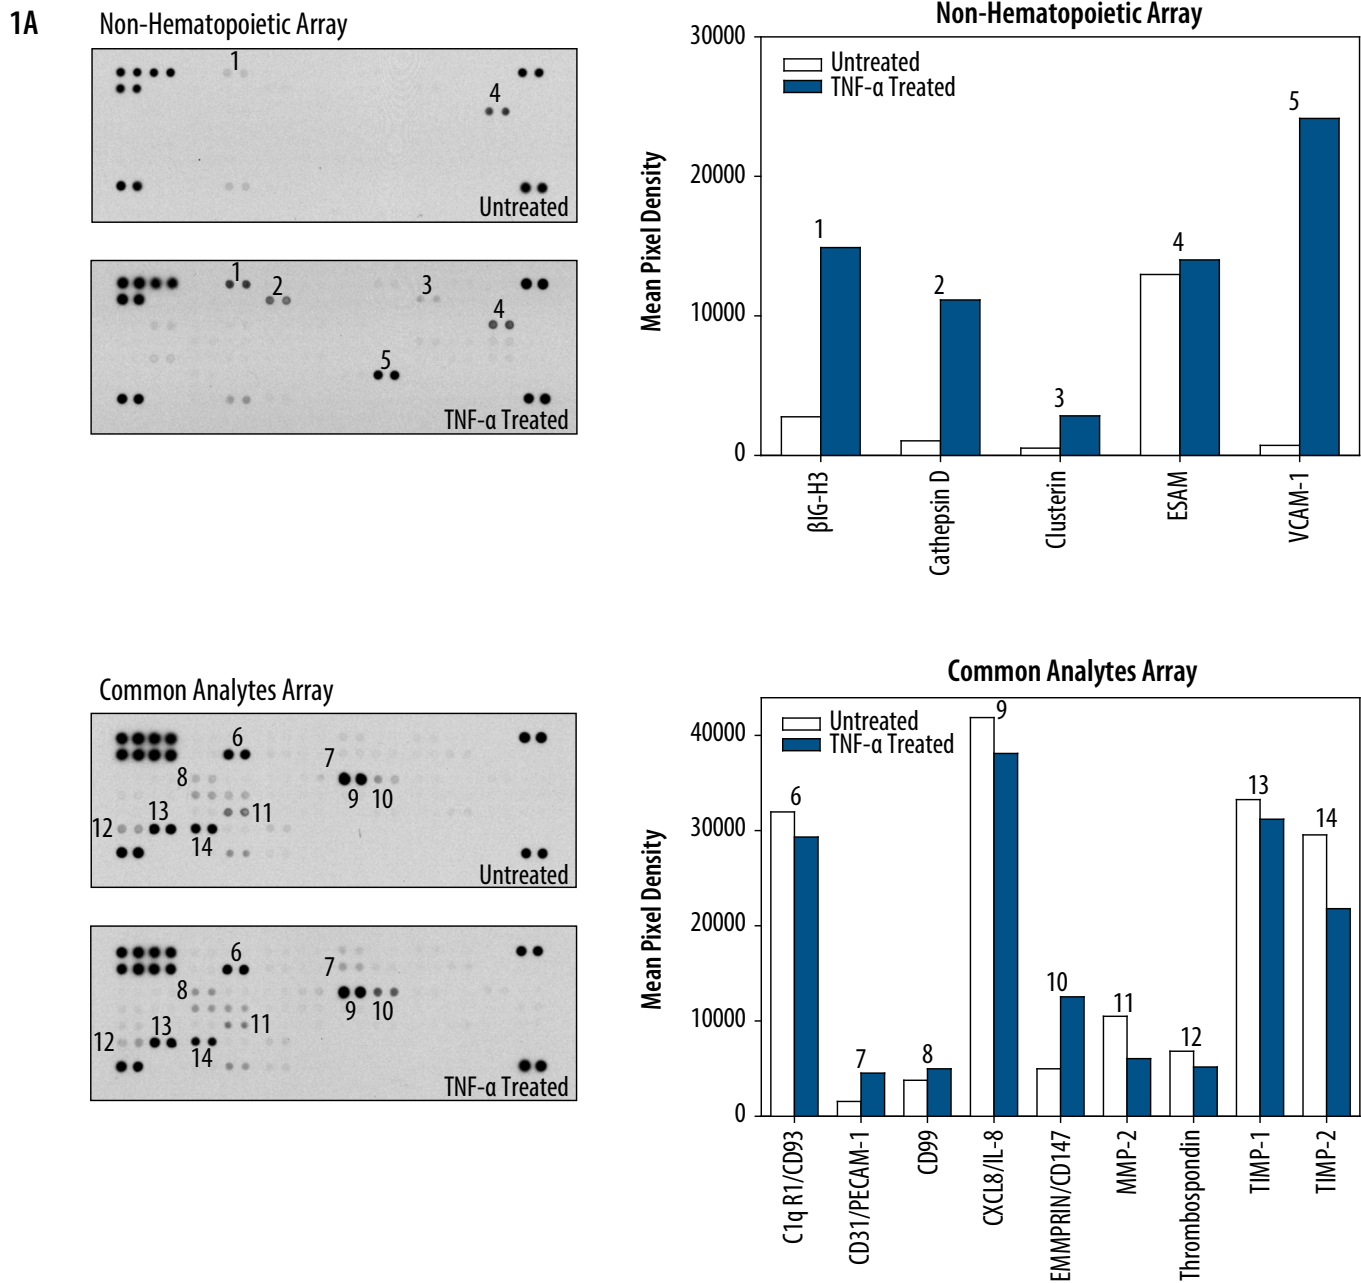 1A
Non-Hematopoietic Array
1
4
Untreated
1
2
3
4
5
TNF-α Treated
Non-Hematopoietic Array
30000
20000
10000
0
Mean Pixel Density
Untreated
TNF-α Treated
1
2
3
4
5
βIG-H3
Cathepsin D
Clusterin
ESAM
VCAM-1
Common Analytes Array
6
7
8
9
10
11
12
13
14
Untreated
6
7
8
9
10
11
12
13
14
TNF-α Treated
Common Analytes Array
40000
30000
20000
10000
0
Mean Pixel Density
Untreated
TNF-α Treated
6
7
8
9
10
11
12
13
14
C1q R1/CD93
CD31/PECAM-1
CD99
CXCL8/IL-8
EMMPRIN/CD147
MMP-2
Thrombospondin
TIMP-1
TIMP-2